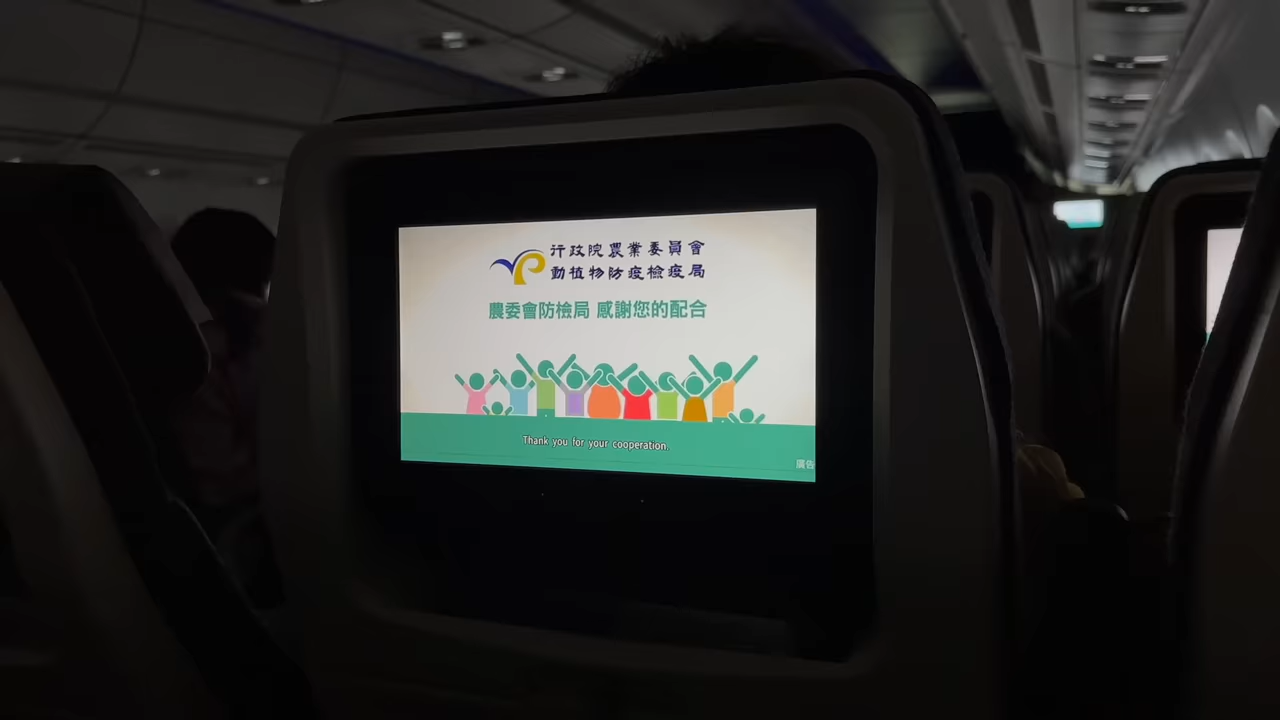 行政院農業委員會
動植物防疫檢疫局
農委會防檢局 感謝您的配合
Thank you for your cooperation.
廣告